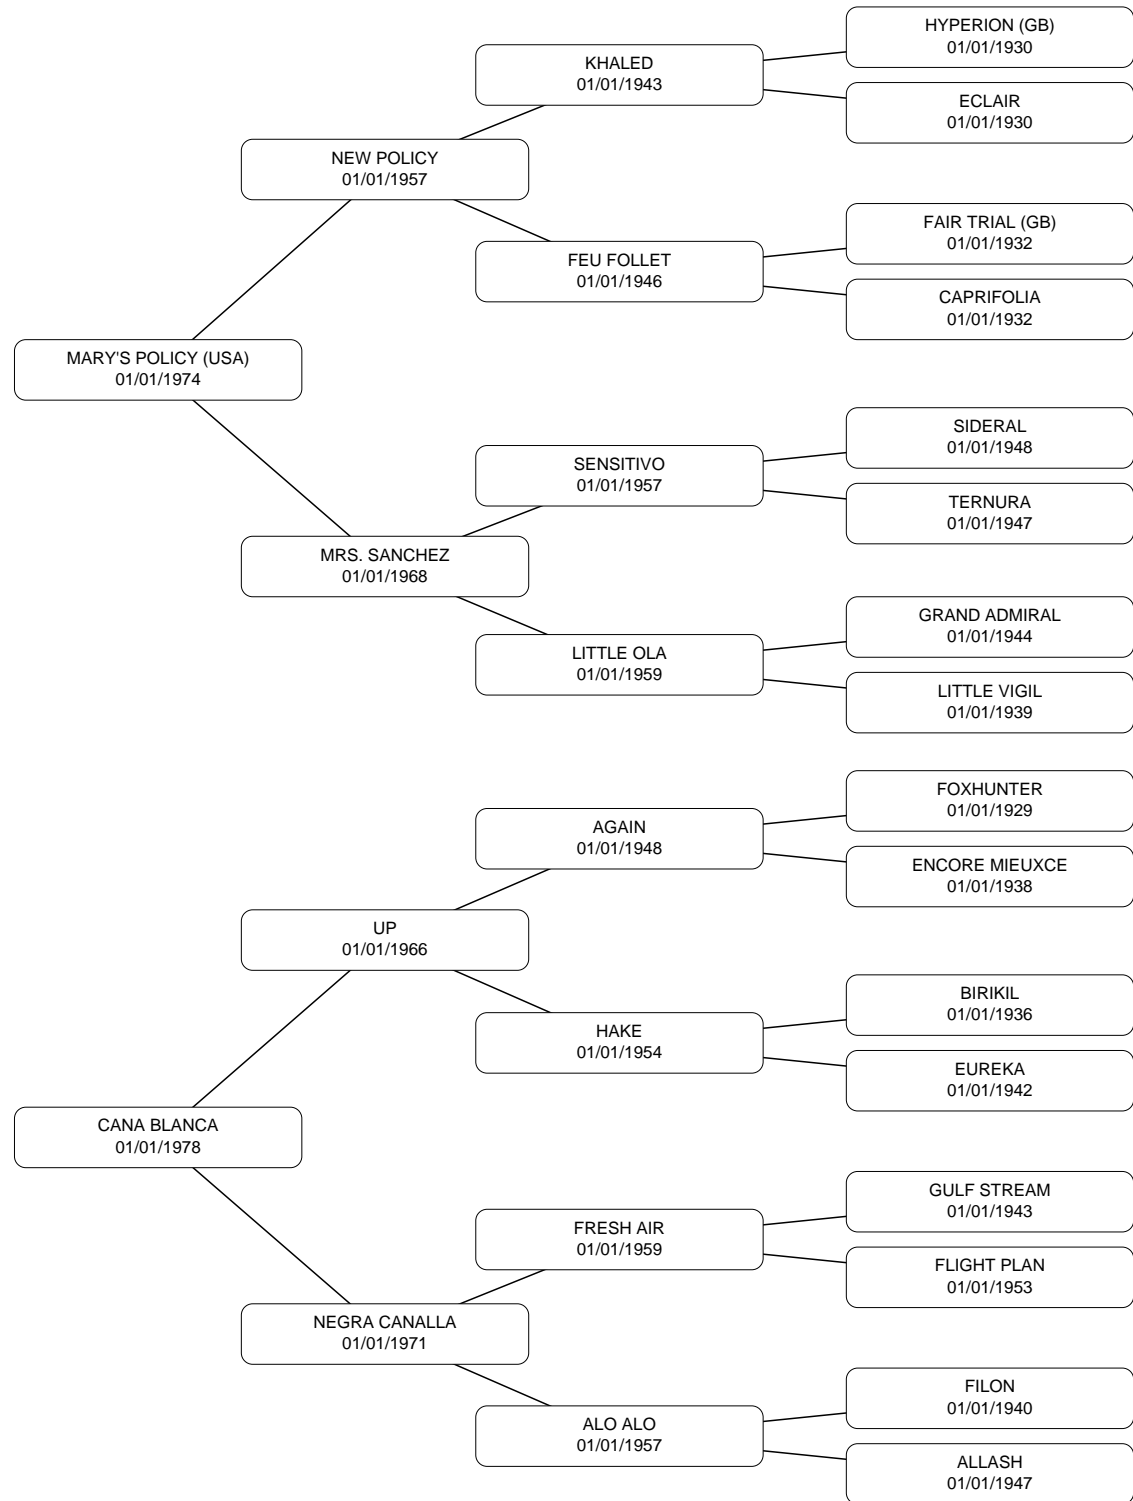 HYPERION (GB)
01/01/1930
KHALED
01/01/1943
ECLAIR
01/01/1930
NEW POLICY
01/01/1957
FAIR TRIAL (GB)
01/01/1932
FEU FOLLET
01/01/1946
CAPRIFOLIA
01/01/1932
MARY'S POLICY (USA)
01/01/1974
SIDERAL
01/01/1948
SENSITIVO
01/01/1957
TERNURA
01/01/1947
MRS. SANCHEZ
01/01/1968
GRAND ADMIRAL
01/01/1944
LITTLE OLA
01/01/1959
LITTLE VIGIL
01/01/1939
FOXHUNTER
01/01/1929
AGAIN
01/01/1948
ENCORE MIEUXCE
01/01/1938
UP
01/01/1966
BIRIKIL
01/01/1936
HAKE
01/01/1954
EUREKA
01/01/1942
CANA BLANCA
01/01/1978
GULF STREAM
01/01/1943
FRESH AIR
01/01/1959
FLIGHT PLAN
01/01/1953
NEGRA CANALLA
01/01/1971
FILON
01/01/1940
ALO ALO
01/01/1957
ALLASH
01/01/1947